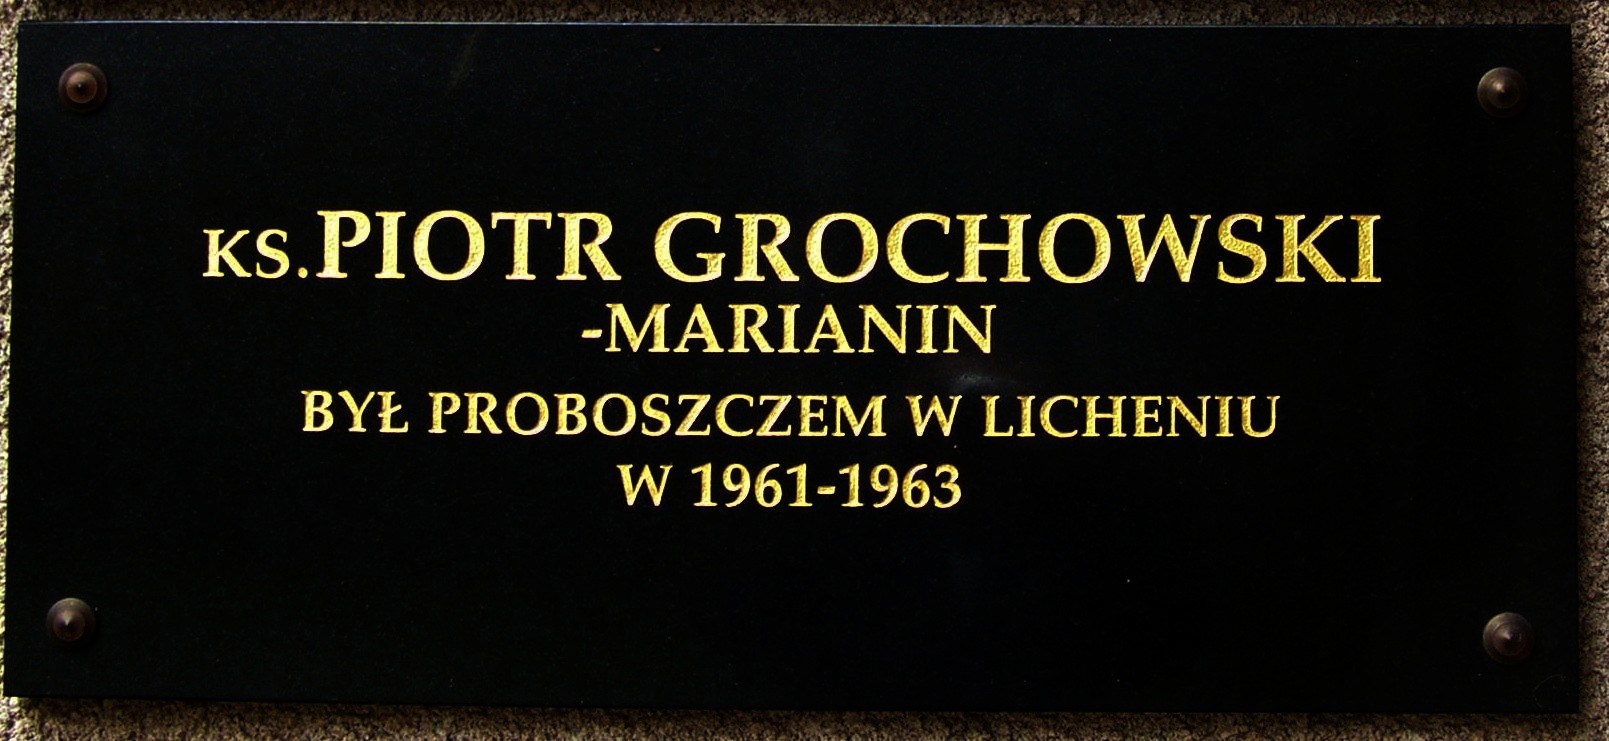 KS.PIOTR GROCHOWSKI
-MARIANIN
BYŁ PROBOSZCZEM W LICHENIU
W 1961-1963